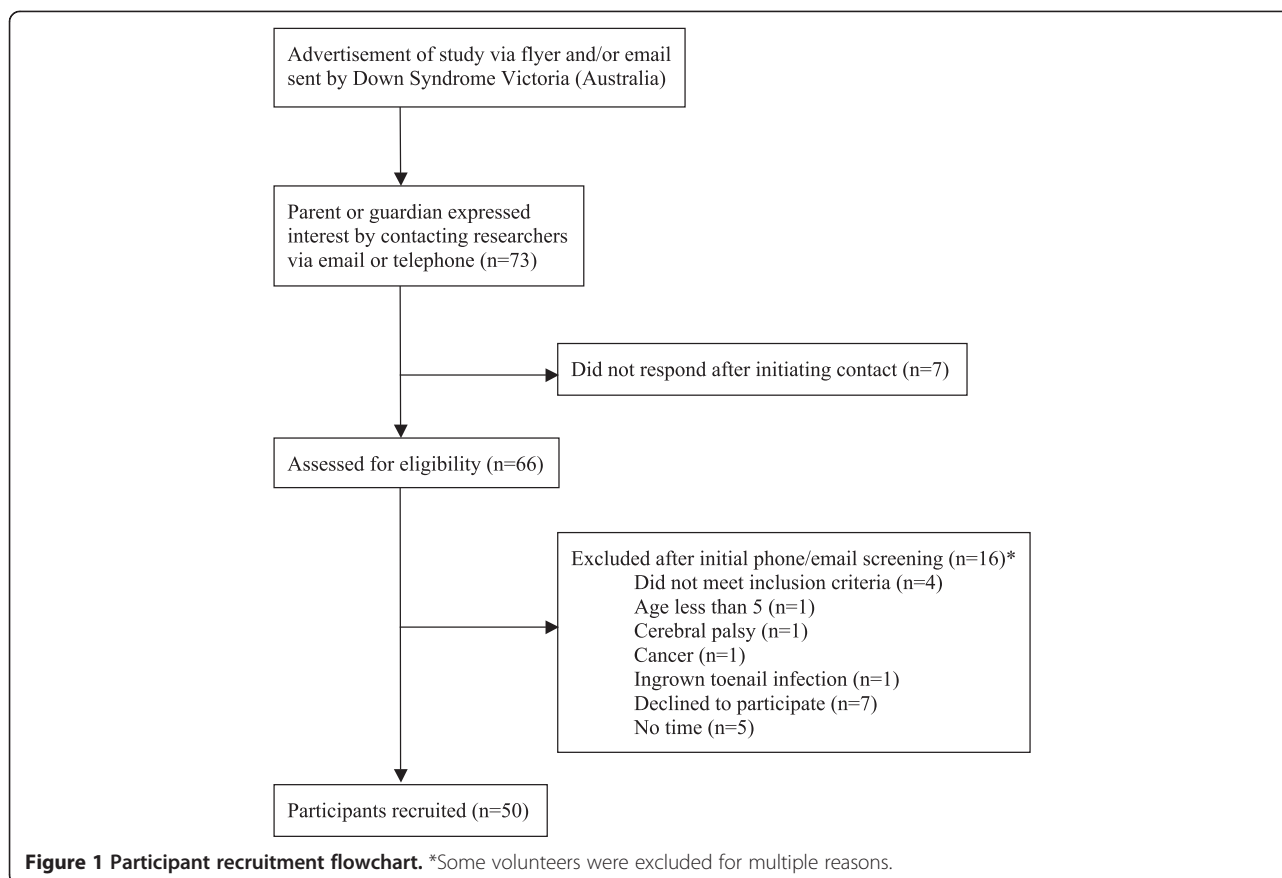 Advertisement of study via flyer and/or email
sent by Down Syndrome Victoria (Australia)
Parent or guardian expressed
interest by contacting researchers
via email or telephone (n=73)
Did not respond after initiating contact (n=7)
Assessed for eligibility (n=66)
Excluded after initial phone/email screening (n=16)*
Did not meet inclusion criteria (n=4)
Age less than 5 (n=1)
Cerebral palsy (n=1)
Cancer (n=1)
Ingrown toenail infection (n=1)
Declined to participate (n=7)
No time (n=5)
Participants recruited (n=50)
Figure 1 Participant recruitment flowchart. *Some volunteers were excluded for multiple reasons.